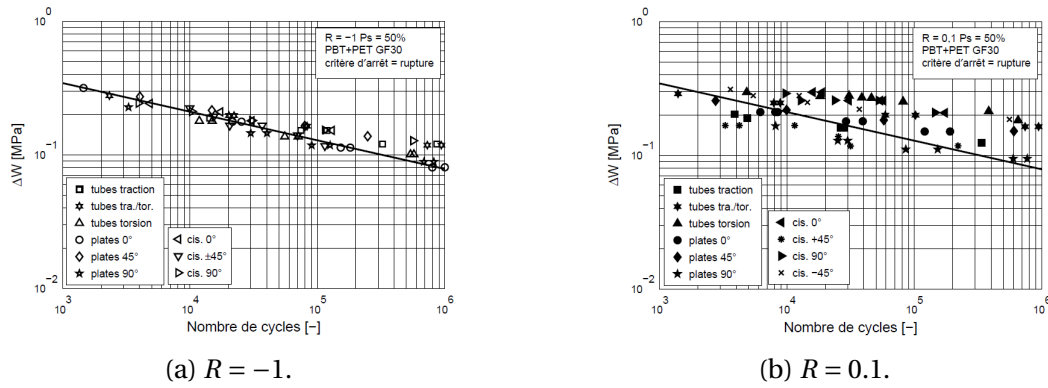 10^0
10^-1
10^-2
ΔW [MPa]
R = −1 Ps = 50%
PBT+PET GF30
critère d'arrêt = rupture
tubes traction
tubes tra./tor.
tubes torsion
plates 0°
plates 45°
plates 90°
cis. 0°
cis. ±45°
cis. 90°
10^3 10^4 10^5 10^6
Nombre de cycles [−]
(a) R = −1.
10^0
10^-1
10^-2
ΔW [MPa]
R = 0,1 Ps = 50%
PBT+PET GF30
critère d'arrêt = rupture
tubes traction
tubes tra./tor.
tubes torsion
plates 0°
plates 45°
plates 90°
cis. 0°
cis. +45°
cis. 90°
cis. −45°
10^3 10^4 10^5 10^6
Nombre de cycles [−]
(b) R = 0.1.